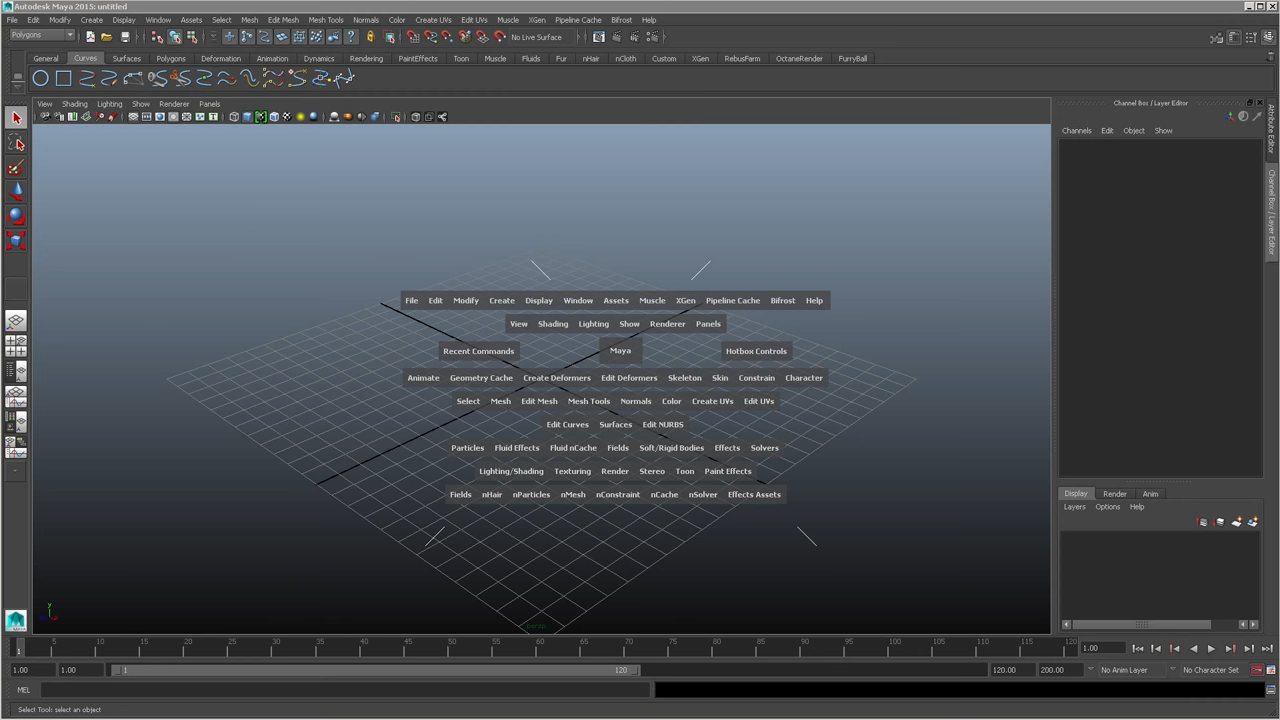 Autodesk Maya 2015: untitled
File Edit Modify Create Display Window Assets Select Mesh Edit Mesh Mesh Tools Normals Color Create UVs Edit UVs Muscle XGen Pipeline Cache Bifrost Help
Polygons No Live Surface
General Curves Surfaces Polygons Deformation Animation Dynamics Rendering PaintEffects Toon Muscle Fluids Fur nHair nCloth Custom XGen RebusFarm OctaneRender FurryBall
View Shading Lighting Show Renderer Panels
Channel Box / Layer Editor
Channels Edit Object Show
Attribute Editor
Channel Box / Layer Editor
File Edit Modify Create Display Window Assets Muscle XGen Pipeline Cache Bifrost Help
View Shading Lighting Show Renderer Panels
Recent Commands Maya Hotbox Controls
Animate Geometry Cache Create Deformers Edit Deformers Skeleton Skin Constrain Character
Select Mesh Edit Mesh Mesh Tools Normals Color Create UVs Edit UVs
Edit Curves Surfaces Edit NURBS
Particles Fluid Effects Fluid nCache Fields Soft/Rigid Bodies Effects Solvers
Lighting/Shading Texturing Render Stereo Toon Paint Effects
Fields nHair nParticles nMesh nConstraint nCache nSolver Effects Assets
Display Render Anim
Layers Options Help
y
persp
1 5 10 15 20 25 30 35 40 45 50 55 60 65 70 75 80 85 90 95 100 105 110 115 120 1.00
1.00 1.00 1 120 120.00 200.00 No Anim Layer No Character Set
MEL
Select Tool: select an object